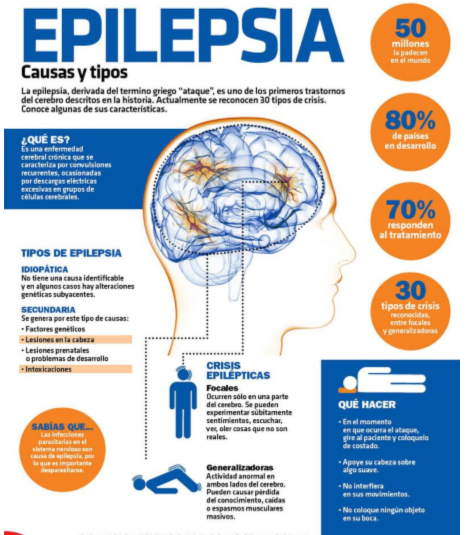 EPILEPSIA
Causas y tipos
La epilepsia, derivada del termino griego "ataque", es uno de los primeros trastornos
del cerebro descritos en la historia. Actualmente se reconocen 30 tipos de crisis.
Conoce algunas de sus características.
50
millones
la padecen
en el mundo
80%
de países
en desarrollo
70%
responden
al tratamiento
30
tipos de crisis
reconocidas,
entre focales
y generalizadoras
¿QUÉ ES?
Es una enfermedad
cerebral crónica que se
caracteriza por convulsiones
recurrentes, ocasionadas
por descargas eléctricas
excesivas en grupos de
células cerebrales.
TIPOS DE EPILEPSIA
IDIOPÁTICA
No tiene una causa identificable
y en algunos casos hay alteraciones
genéticas subyacentes.
SECUNDARIA
Se genera por este tipo de causas:
• Factores genéticos
• Lesiones en la cabeza
• Lesiones prenatales
o problemas de desarrollo
• Intoxicaciones
SABÍAS QUE...
Las infecciones
parasitarias en el
sistema nervioso son
causa de epilepsia, por
lo que es importante
desparasitarse.
CRISIS
EPILÉPTICAS
Focales
Ocurren sólo en una parte
del cerebro. Se pueden
experimentar súbitamente
sentimientos, escuchar,
ver, oler cosas que no son
reales.
Generalizadoras
Actividad anormal en
ambos lados del cerebro.
Pueden causar pérdida
del conocimiento, caídas
o espasmos musculares
masivos.
QUÉ HACER
• En el momento
en que ocurra el ataque,
gire al paciente y coloquelo
de costado.
• Apoye su cabeza sobre
algo suave.
• No interfiera
en sus movimientos.
• No coloque ningún objeto
en su boca.